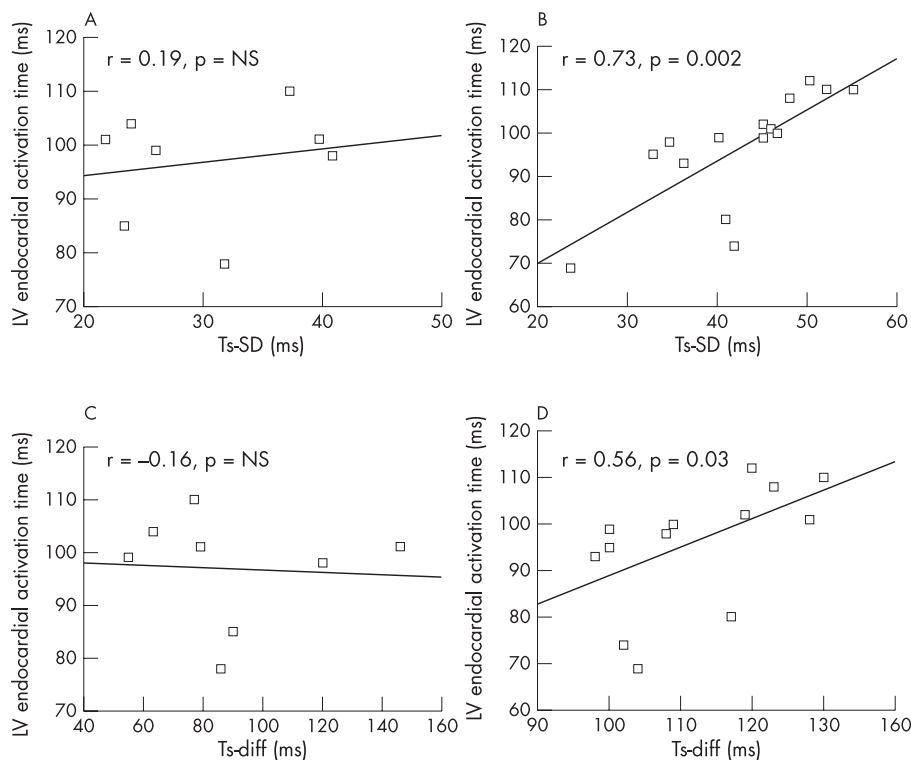 A
LV endocardial activation time (ms)
120
110
100
90
80
70
r = 0.19, p = NS
20 30 40 50
Ts-SD (ms)
B
LV endocardial activation time (ms)
120
110
100
90
80
70
60
r = 0.73, p = 0.002
20 30 40 50 60
Ts-SD (ms)
C
LV endocardial activation time (ms)
120
110
100
90
80
70
r = –0.16, p = NS
40 60 80 100 120 140 160
Ts-diff (ms)
D
LV endocardial activation time (ms)
120
110
100
90
80
70
60
r = 0.56, p = 0.03
90 100 110 120 130 160
Ts-diff (ms)